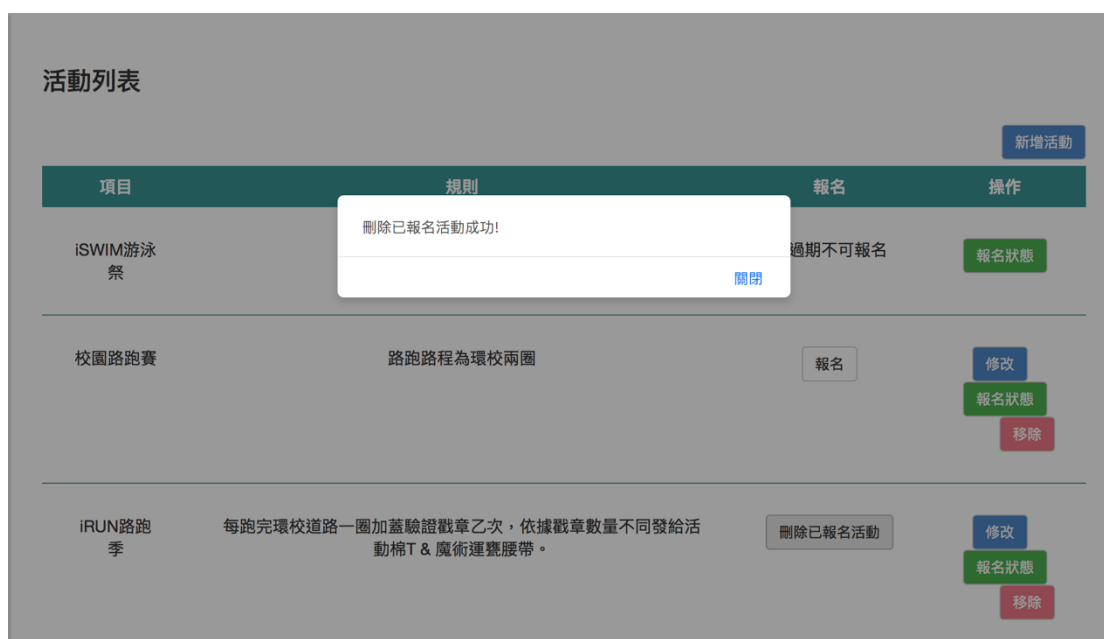 活動列表
新增活動
項目 規則 報名 操作
刪除已報名活動成功!
關閉
iSWIM游泳
祭
過期不可報名
報名狀態
校園路跑賽
路跑路程為環校兩圈
報名
修改
報名狀態
移除
iRUN路跑
季
每跑完環校道路一圈加蓋驗證戳章乙次,依據戳章數量不同發給活
動棉T & 魔術運甕腰帶。
刪除已報名活動
修改
報名狀態
移除